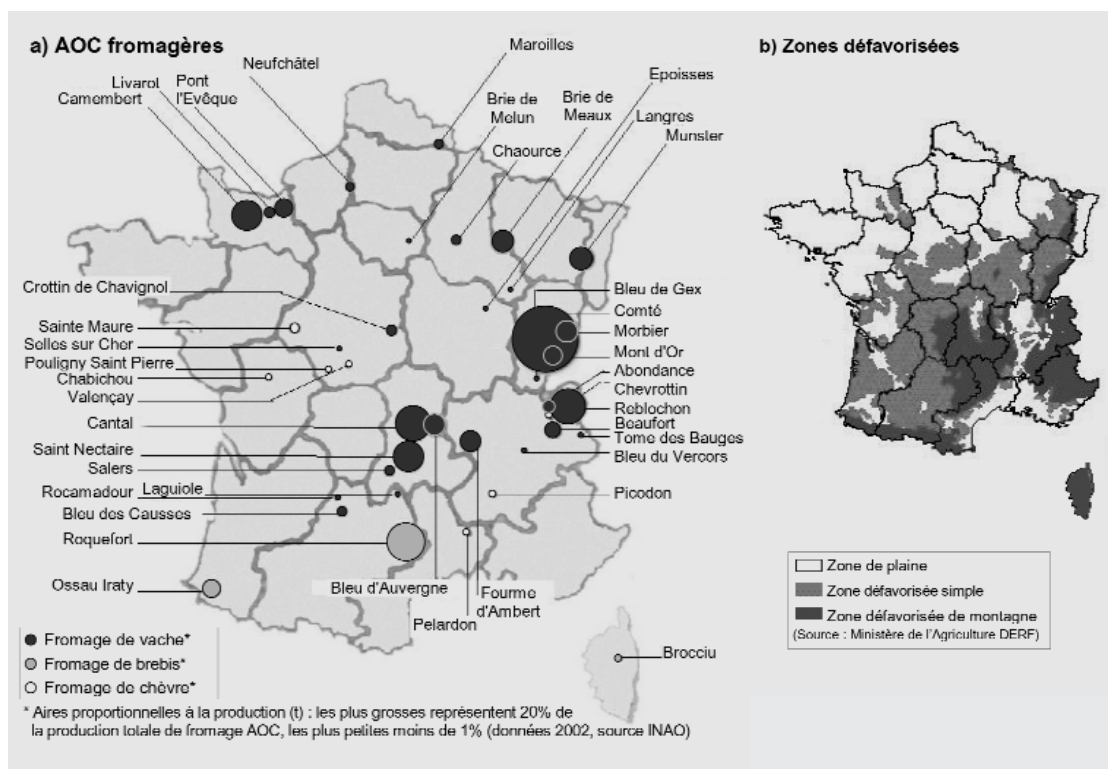 a) AOC fromagères
Maroilles
Neufchâtel
Pont
l'Evêque
Livarot
Camembert
Brie de
Melun
Epoisses
Brie de
Meaux
Langres
Munster
Chaource
Crottin de Chavignol
Sainte Maure
Selles sur Cher
Pouligny Saint Pierre
Chabichou
Valençay
Cantal
Saint Nectaire
Salers
Rocamadour
Laguiole
Bleu des Causses
Roquefort
Ossau Iraty
Bleu de Gex
Comté
Morbier
Mont d'Or
Abondance
Chevrottin
Reblochon
Beaufort
Tome des Bauges
Bleu du Vercors
Picodon
Bleu d'Auvergne
Fourme
d'Ambert
Pelardon
Brocciu
Fromage de vache*
Fromage de brebis*
Fromage de chèvre*
* Aires proportionnelles à la production (t) : les plus grosses représentent 20% de
la production totale de fromage AOC, les plus petites moins de 1% (données 2002, source INAO)
b) Zones défavorisées
Zone de plaine
Zone défavorisée simple
Zone défavorisée de montagne
(Source : Ministère de l'Agriculture DERF)